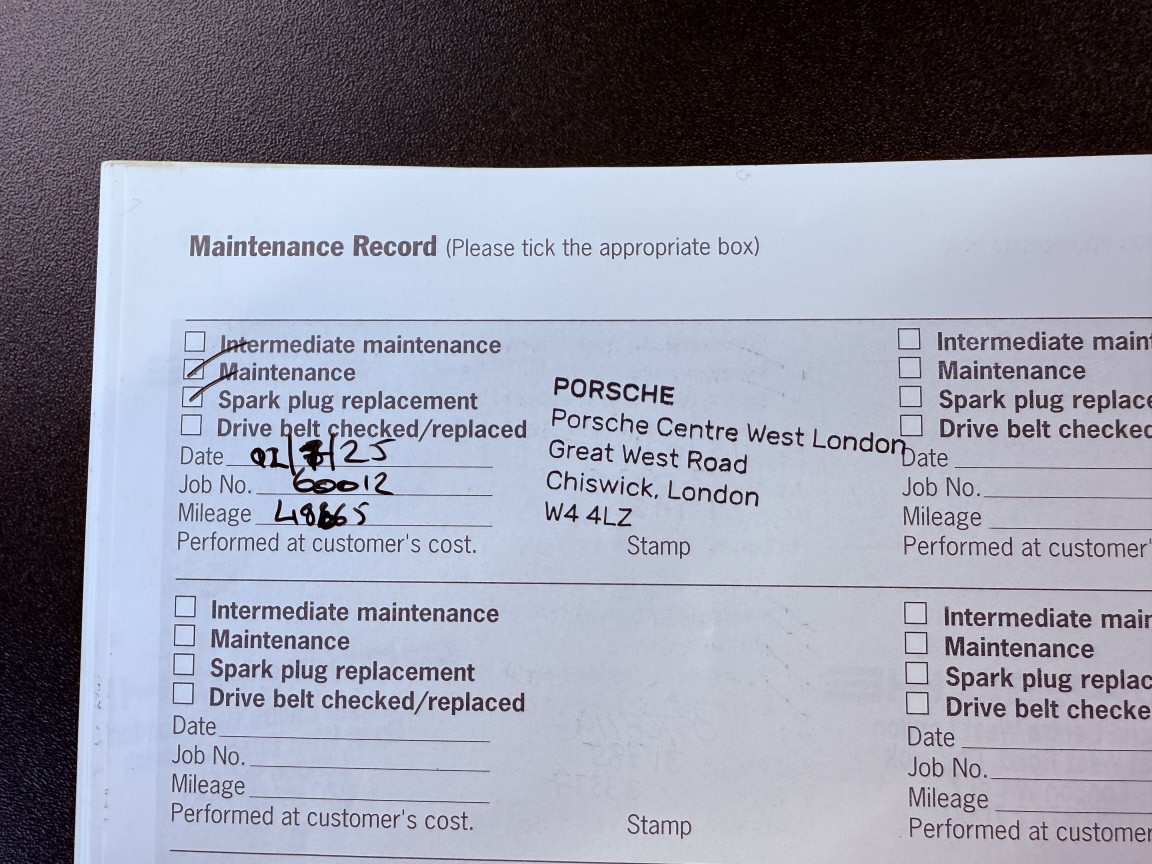 Maintenance Record (Please tick the appropriate box)
Intermediate maintenance
Maintenance
Spark plug replacement
Drive belt checked/replaced
Date /25
Job No. 60012
Mileage
Performed at customer's cost.
PORSCHE
Porsche Centre West London
Great West Road
Chiswick, London
W4 4LZ
Stamp
Intermediate maint
Maintenance
Spark plug replace
Drive belt checked
Date
Job No.
Mileage
Performed at customer'
Intermediate maintenance
Maintenance
Spark plug replacement
Drive belt checked/replaced
Date
Job No.
Mileage
Performed at customer's cost.
Stamp
Intermediate main
Maintenance
Spark plug replac
Drive belt checke
Date
Job No.
Mileage
Performed at customer